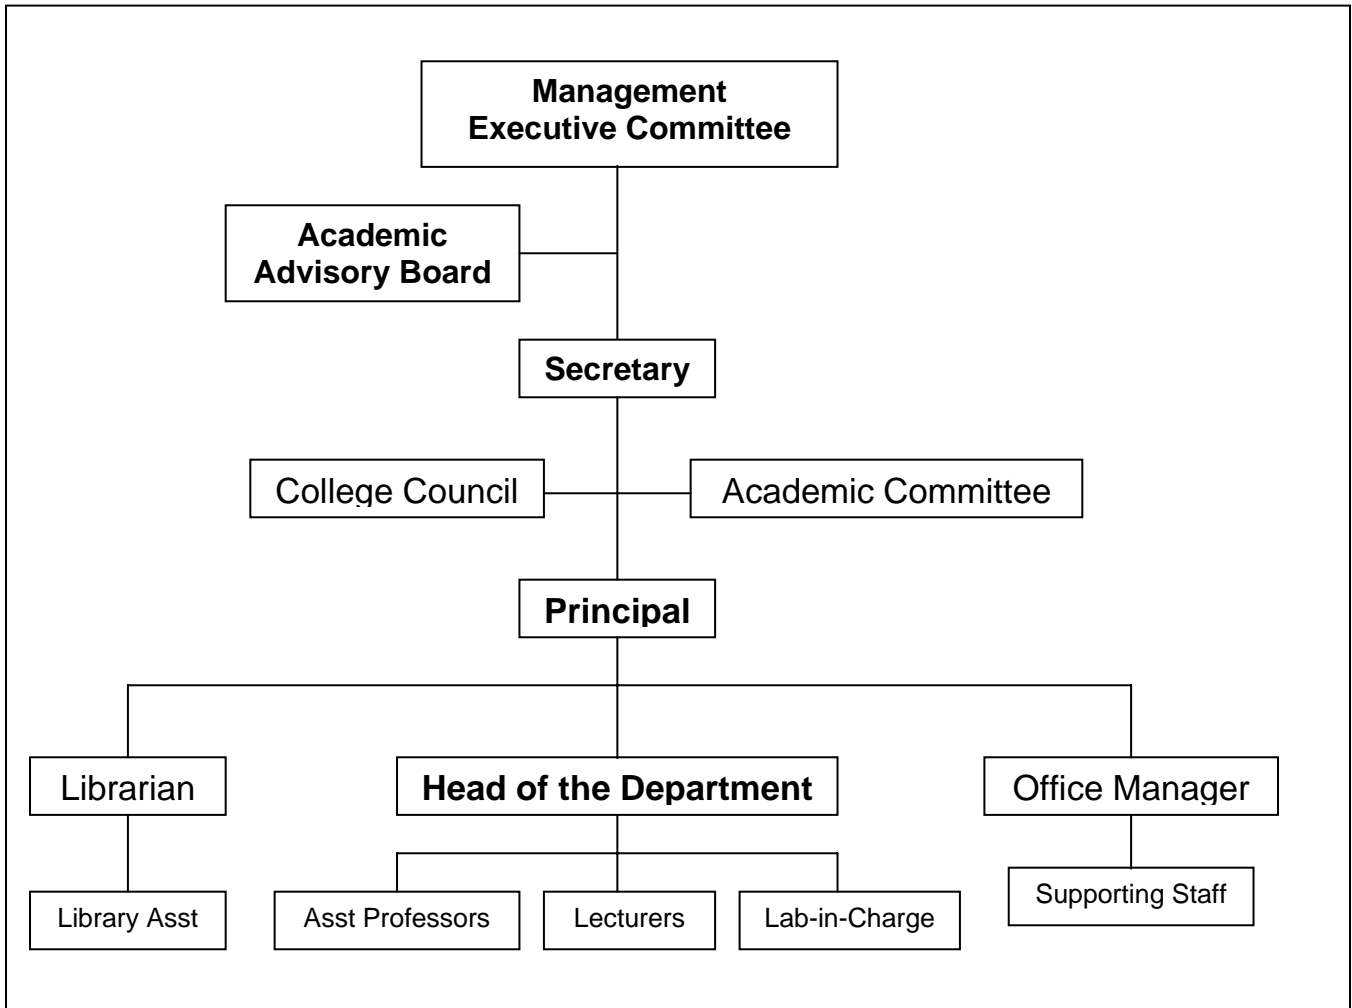 Management
Executive Committee
Academic
Advisory Board
Secretary
College Council
Academic Committee
Principal
Librarian
Head of the Department
Office Manager
Library Asst
Asst Professors
Lecturers
Lab-in-Charge
Supporting Staff